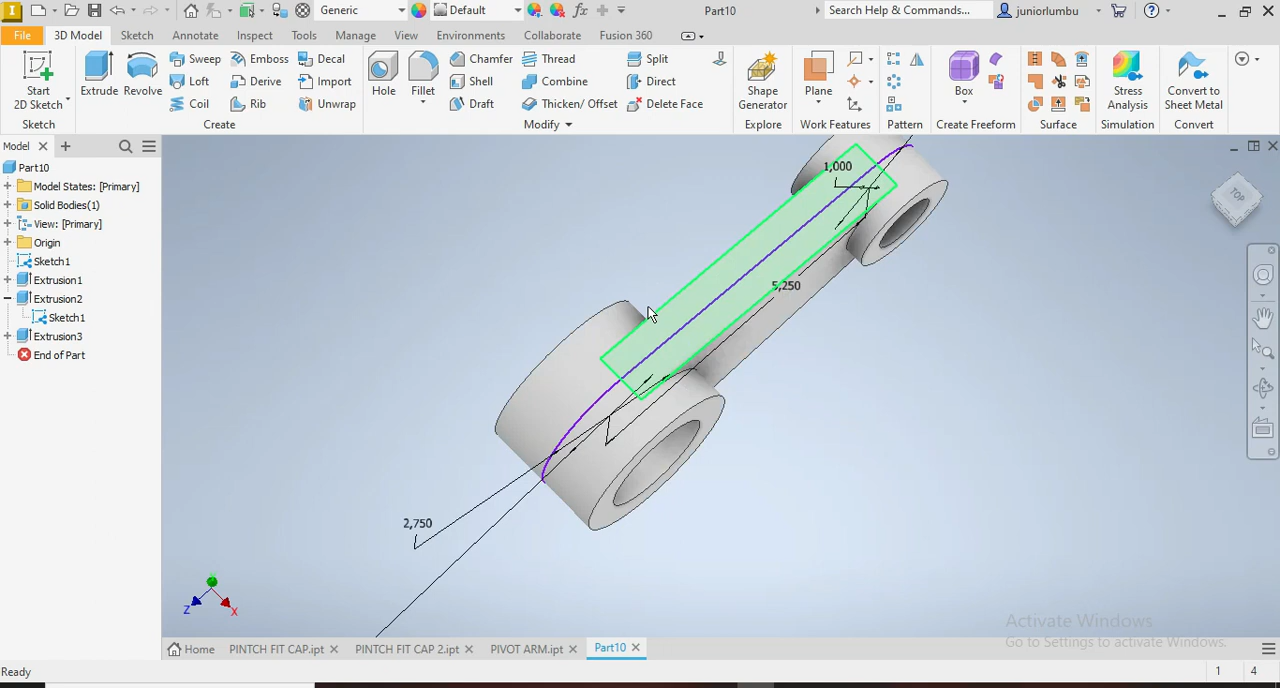 Generic Default fx Part10 Search Help & Commands... juniorlumbu
File 3D Model Sketch Annotate Inspect Tools Manage View Environments Collaborate Fusion 360
Start 2D Sketch Extrude Revolve Sweep Emboss Decal Hole Fillet Chamfer Thread Split Shape Generator Plane Box Stress Analysis Convert to Sheet Metal
Loft Derive Import Shell Combine Direct
Coil Rib Unwrap Draft Thicken/ Offset Delete Face
Sketch Create Modify Explore Work Features Pattern Create Freeform Surface Simulation Convert
Model
Part10
Model States: [Primary]
Solid Bodies(1)
View: [Primary]
Origin
Sketch1
Extrusion1
Extrusion2
Sketch1
Extrusion3
End of Part
1,000
TOP
5,250
2,750
Z X
Activate Windows
Go to Settings to activate Windows.
Home PINTCH FIT CAP.ipt PINTCH FIT CAP 2.ipt PIVOT ARM.ipt Part10
Ready 1 4